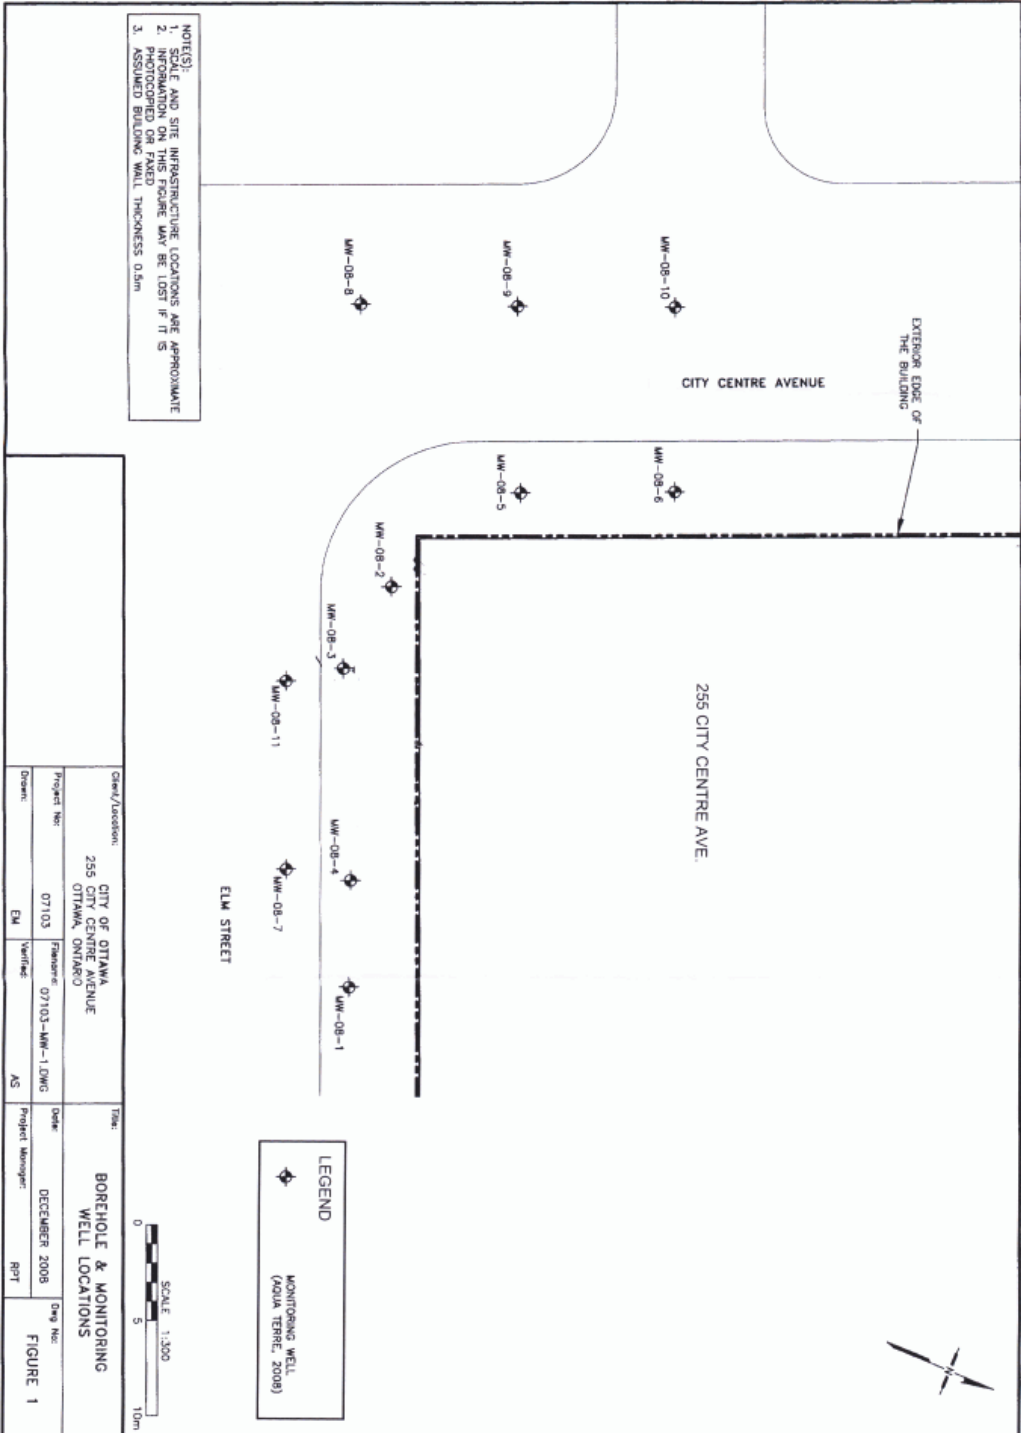 NOTE(S):
1. SCALE AND SITE INFRASTRUCTURE LOCATIONS ARE APPROXIMATE
2. INFORMATION ON THIS FIGURE MAY BE LOST IF IT IS
PHOTOCOPIED OR FAXED
3. ASSUMED BUILDING WALL THICKNESS 0.5m
MW-08-8
MW-08-9
MW-08-10
CITY CENTRE AVENUE
EXTERIOR EDGE OF
THE BUILDING
MW-08-5
MW-08-6
MW-08-2
MW-08-3
MW-08-11
MW-08-4
MW-08-7
MW-08-1
255 CITY CENTRE AVE.
ELM STREET
LEGEND
MONITORING WELL
(AQUA TERRE, 2008)
N
SCALE 1:300
0 5 10m
Client/Location:
CITY OF OTTAWA
255 CITY CENTRE AVENUE
OTTAWA, ONTARIO
Title:
BOREHOLE & MONITORING
WELL LOCATIONS
Project No: 07103
Filename: 07103-MW-1.DWG
Date: DECEMBER 2008
Dwg No:
FIGURE 1
Drawn: EM
Verified: AS
Project Manager: RPT